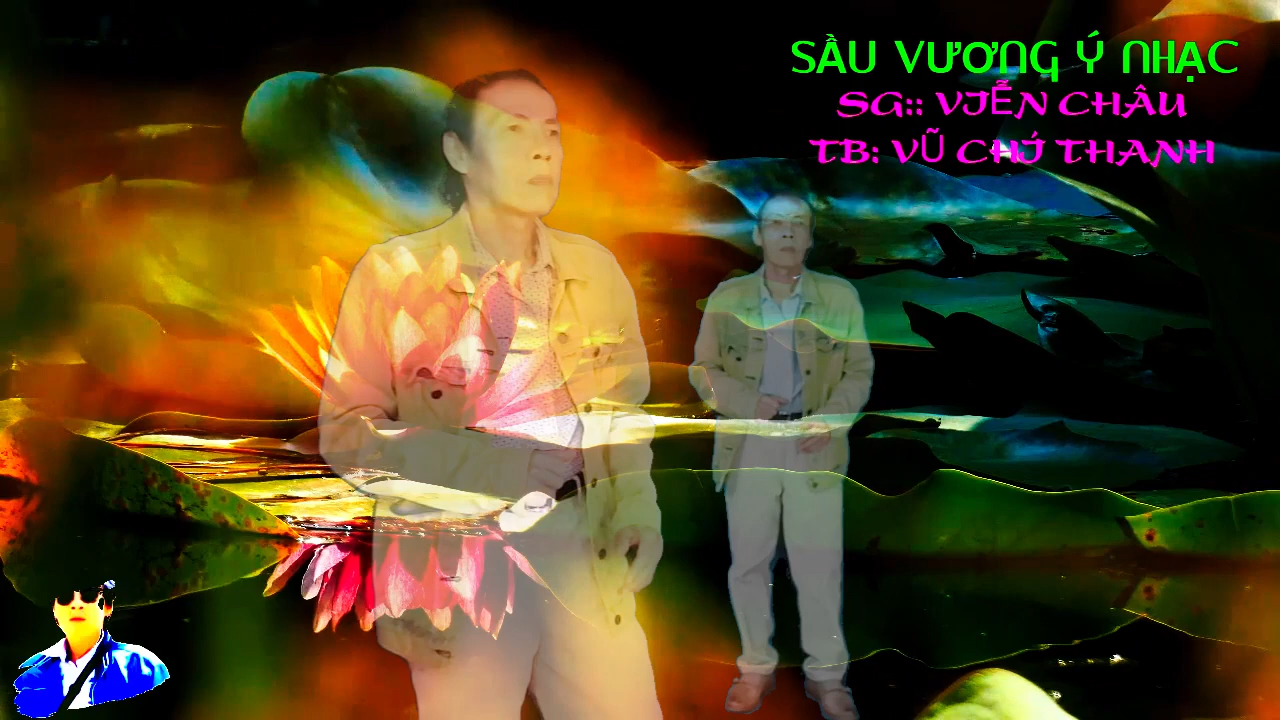 SẦU VƯƠNG Ý NHẠC
SG:: VIỄN CHÂU
TB: VŨ CHÍ THANH